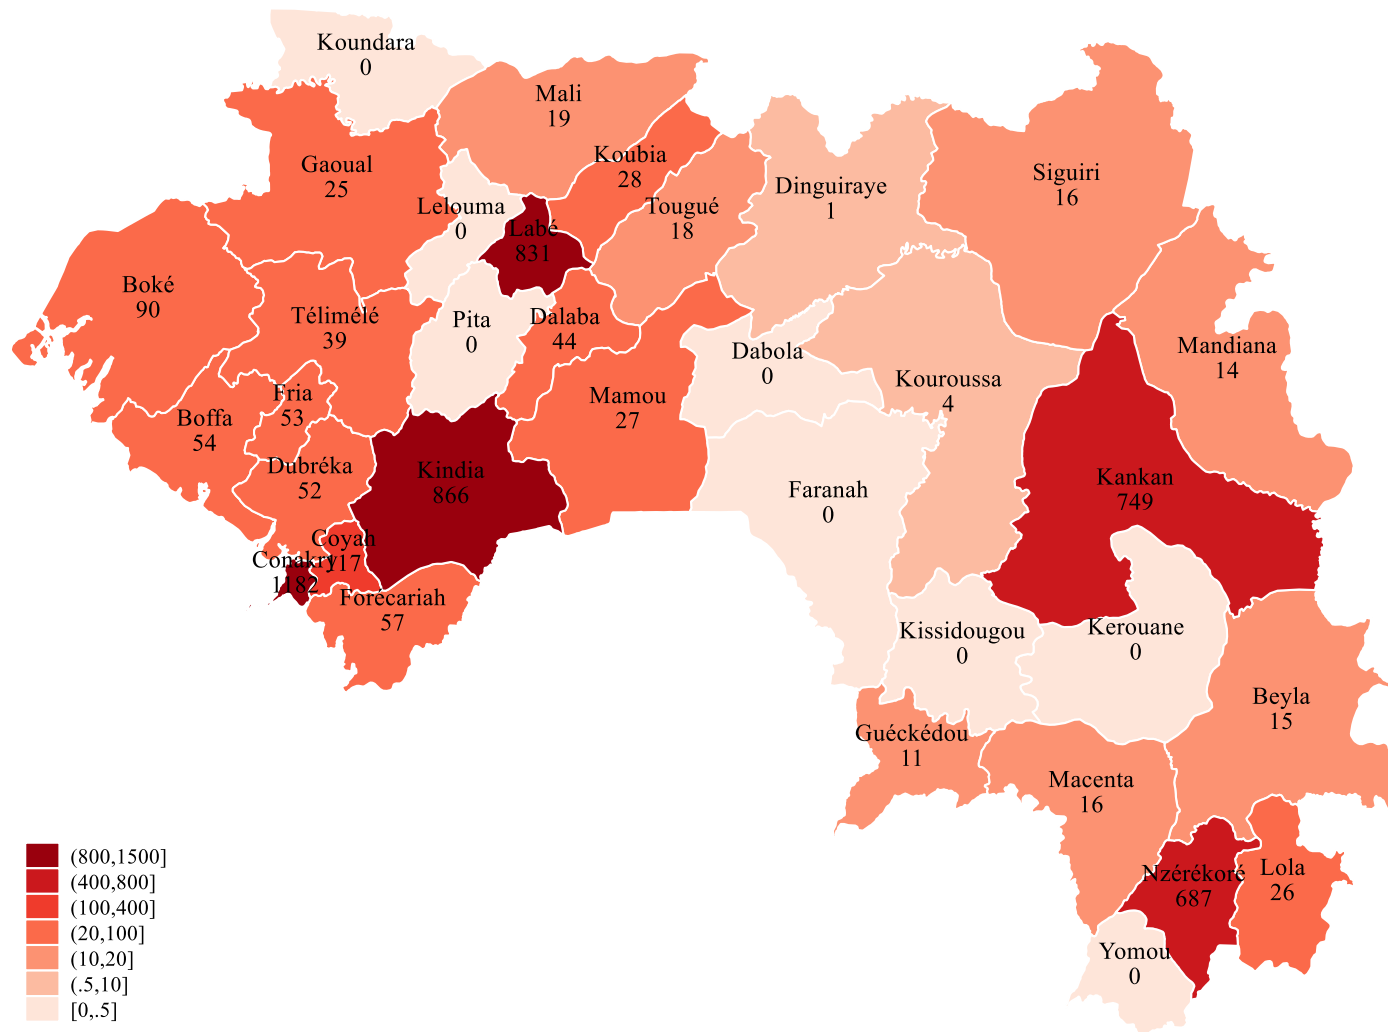 Koundara
0
Mali
19
Koubia
28
Gaoual
25
Siguiri
16
Dinguiraye
1
Lelouma
0
Tougué
18
Labé
831
Boké
90
Télimélé
39
Pita
0
Dalaba
44
Dabola
0
Mandiana
14
Kouroussa
4
Mamou
27
Fria
53
Boffa
54
Dubréka
52
Kindia
866
Kankan
749
Faranah
0
Coyah
117
Conakry
1182
Forécariah
57
Kissidougou
0
Kerouane
0
Beyla
15
Guéckédou
11
Macenta
16
Nzérékoré
687
Lola
26
Yomou
0
(800,1500]
(400,800]
(100,400]
(20,100]
(10,20]
(.5,10]
[0,.5]